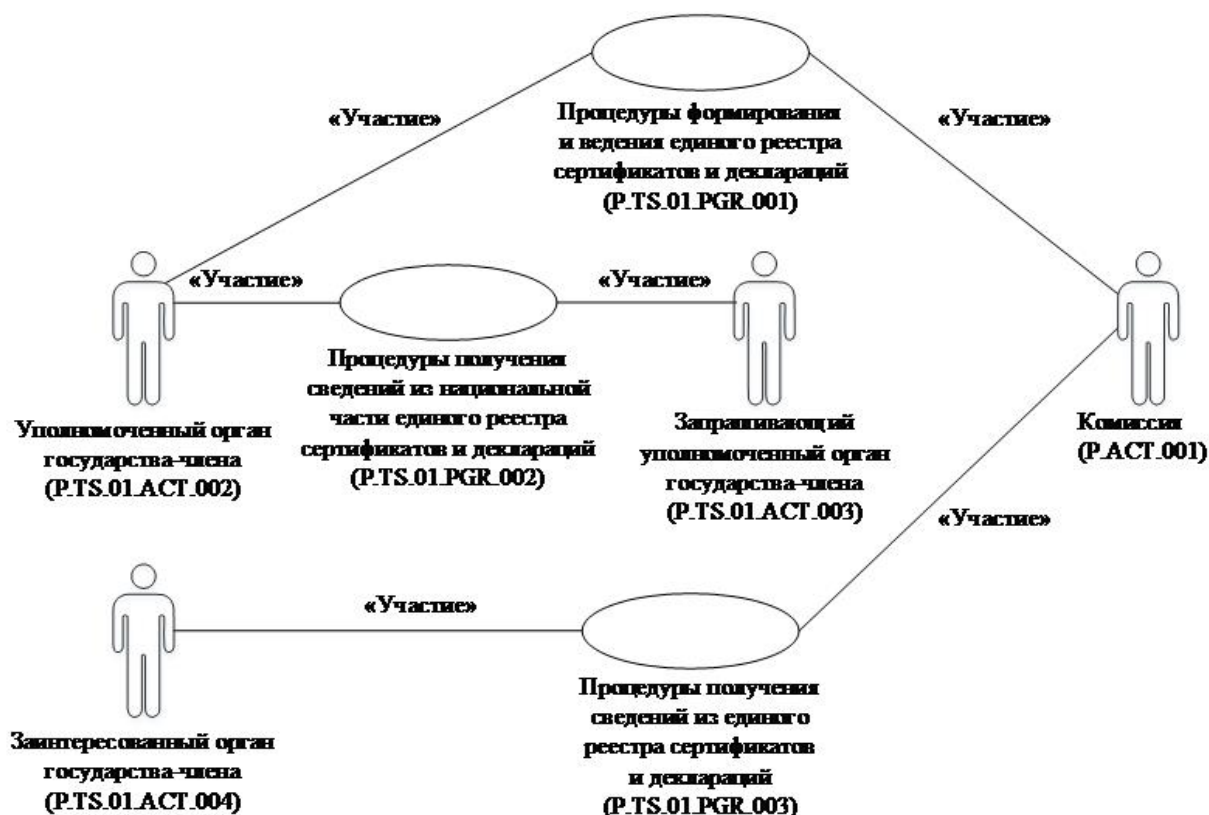 «Участие»
«Участие»
Процедуры формирования
и ведения единого реестра
сертификатов и деклараций
(P.TS.01.PGR.001)
«Участие»
«Участие»
Процедуры получения
сведений из национальной
части единого реестра
сертификатов и деклараций
(P.TS.01.PGR.002)
Уполномоченный орган
государства-члена
(P.TS.01.ACT.002)
Запрашивающий
уполномоченный орган
государства-члена
(P.TS.01.ACT.003)
Комиссия
(P.ACT.001)
«Участие»
«Участие»
Процедуры получения
сведений из единого
реестра сертификатов
и деклараций
(P.TS.01.PGR.003)
Заинтересованный орган
государства-члена
(P.TS.01.ACT.004)